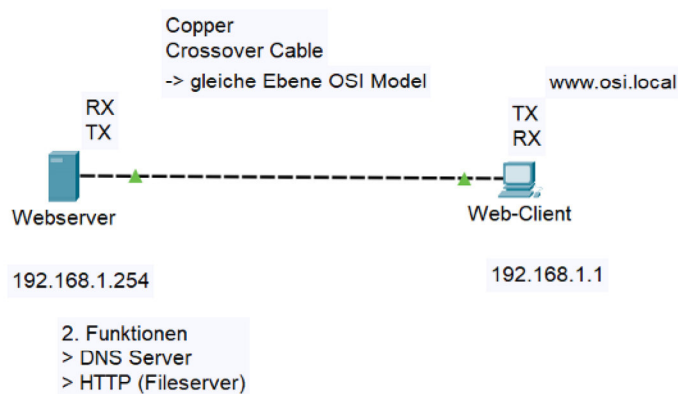 Copper
Crossover Cable
-> gleiche Ebene OSI Model
www.osi.local
RX
TX
TX
RX
Webserver
Web-Client
192.168.1.254
192.168.1.1
2. Funktionen
> DNS Server
> HTTP (Fileserver)